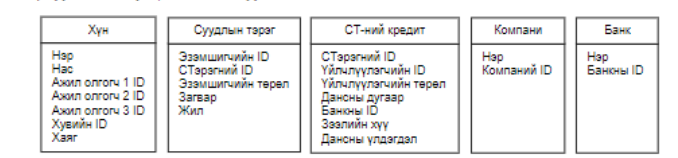 Хүн
Нэр
Нас
Ажил олгогч 1 ID
Ажил олгогч 2 ID
Ажил олгогч 3 ID
Хувийн ID
Хаяг
Суудлын тэрэг
Эзэмшигчийн ID
СТэрэгний ID
Эзэмшигчийн төрөл
Загвар
Жил
СТ-ний кредит
СТэрэгний ID
Үйлчлүүлэгчийн ID
Үйлчлүүлэгчийн төрөл
Дансны дугаар
Банкны ID
Зээлийн хүү
Дансны үлдэгдэл
Компани
Нэр
Компаний ID
Банк
Нэр
Банкны ID